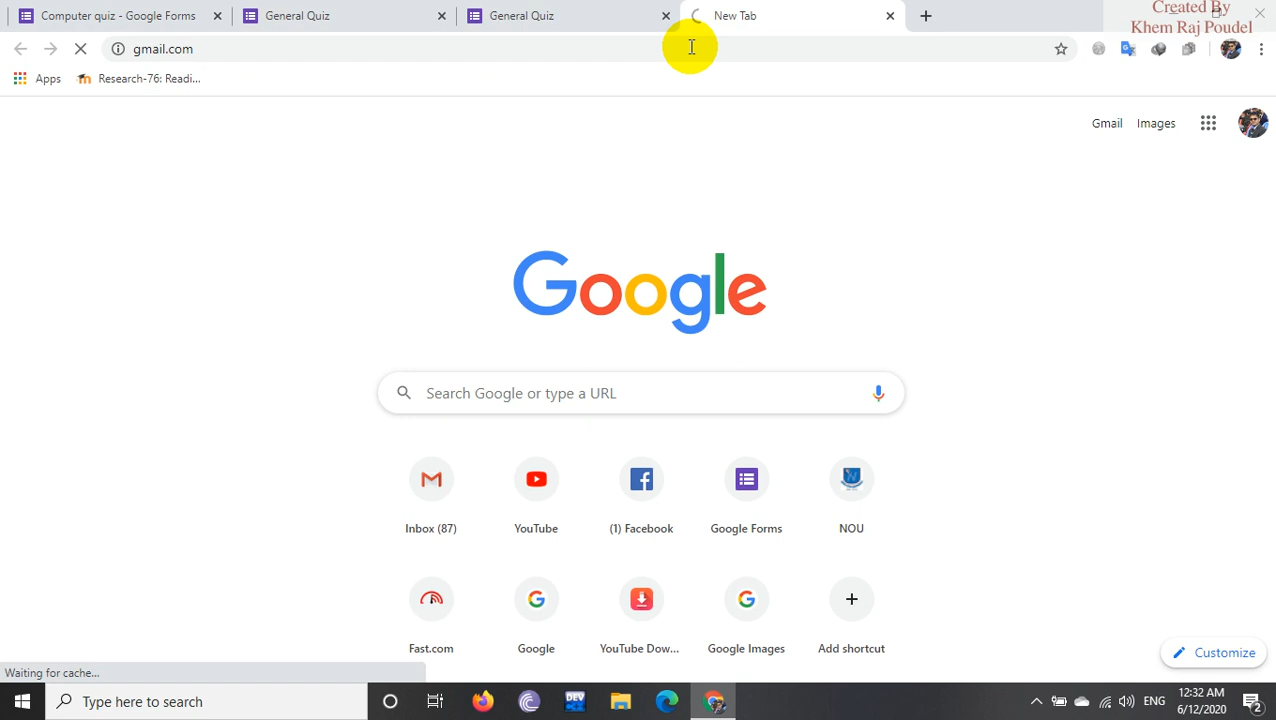 Computer quiz - Google Forms
General Quiz
General Quiz
New Tab
Created By
Khem Raj Poudel
gmail.com
Apps
Research-76: Readi...
Gmail
Images
Google
Search Google or type a URL
Inbox (87)
YouTube
(1) Facebook
Google Forms
NOU
Fast.com
Google
YouTube Dow...
Google Images
Add shortcut
Customize
Waiting for cache...
Type here to search
DEV
ENG
12:32 AM
6/12/2020
2